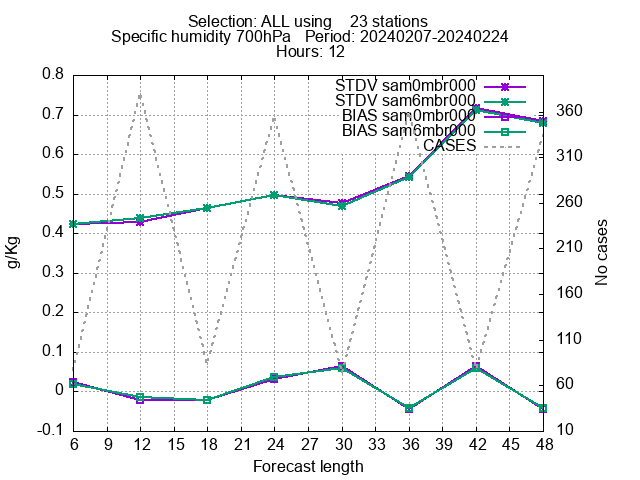 Selection: ALL using    23 stations
Specific humidity 700hPa   Period: 20240207-20240224
Hours: 12
STDV sam0mbr000
STDV sam6mbr000
BIAS sam0mbr000
BIAS sam6mbr000
CASES
0.8
0.7
0.6
0.5
0.4
0.3
0.2
0.1
0
-0.1
g/Kg
360
310
260
210
160
110
60
10
No cases
6 9 12 15 18 21 24 27 30 33 36 39 42 45 48
Forecast length